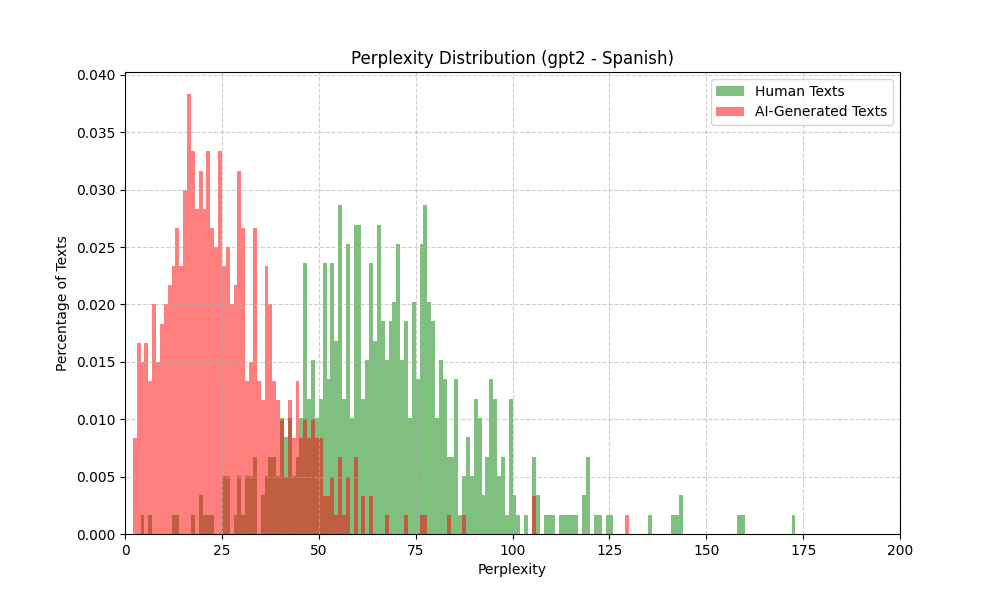 Perplexity Distribution (gpt2 - Spanish)
Human Texts
AI-Generated Texts
Percentage of Texts
0.040
0.035
0.030
0.025
0.020
0.015
0.010
0.005
0.000
0 25 50 75 100 125 150 175 200
Perplexity